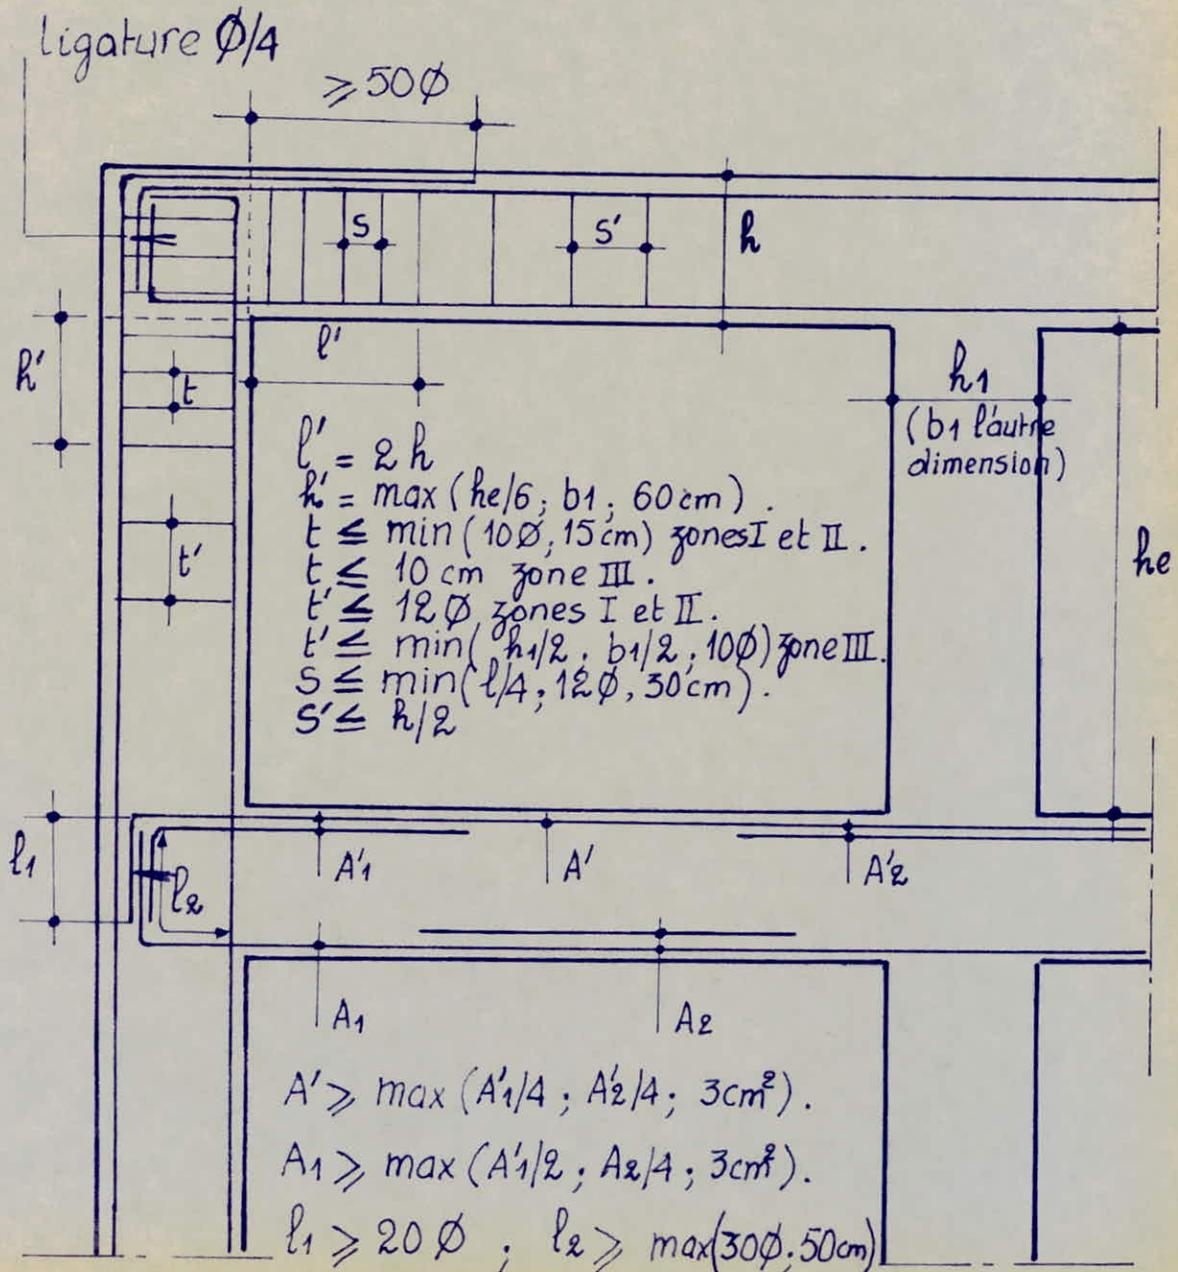 ligature Ø/4
≥50Ø
S
S'
h
h'
l'
t
h1
(b1 l'autre
dimension)
l' = 2h
h' = max (he/6; b1; 60cm).
t ≤ min(10Ø, 15cm) zones I et II.
t ≤ 10 cm zone III.
t' ≤ 12Ø zones I et II.
t' ≤ min( h1/2, b1/2; 10Ø) zone III.
S ≤ min(l/4; 12Ø, 30cm).
S' ≤ h/2
t'
he
l1
l2
A'1
A'
A'2
A1
A2
A' ≥ max (A'1/4; A'2/4; 3cm²).
A1 ≥ max (A'1/2; A2/4; 3cm²).
l1 ≥ 20Ø ; l2 ≥ max(30Ø; 50cm)